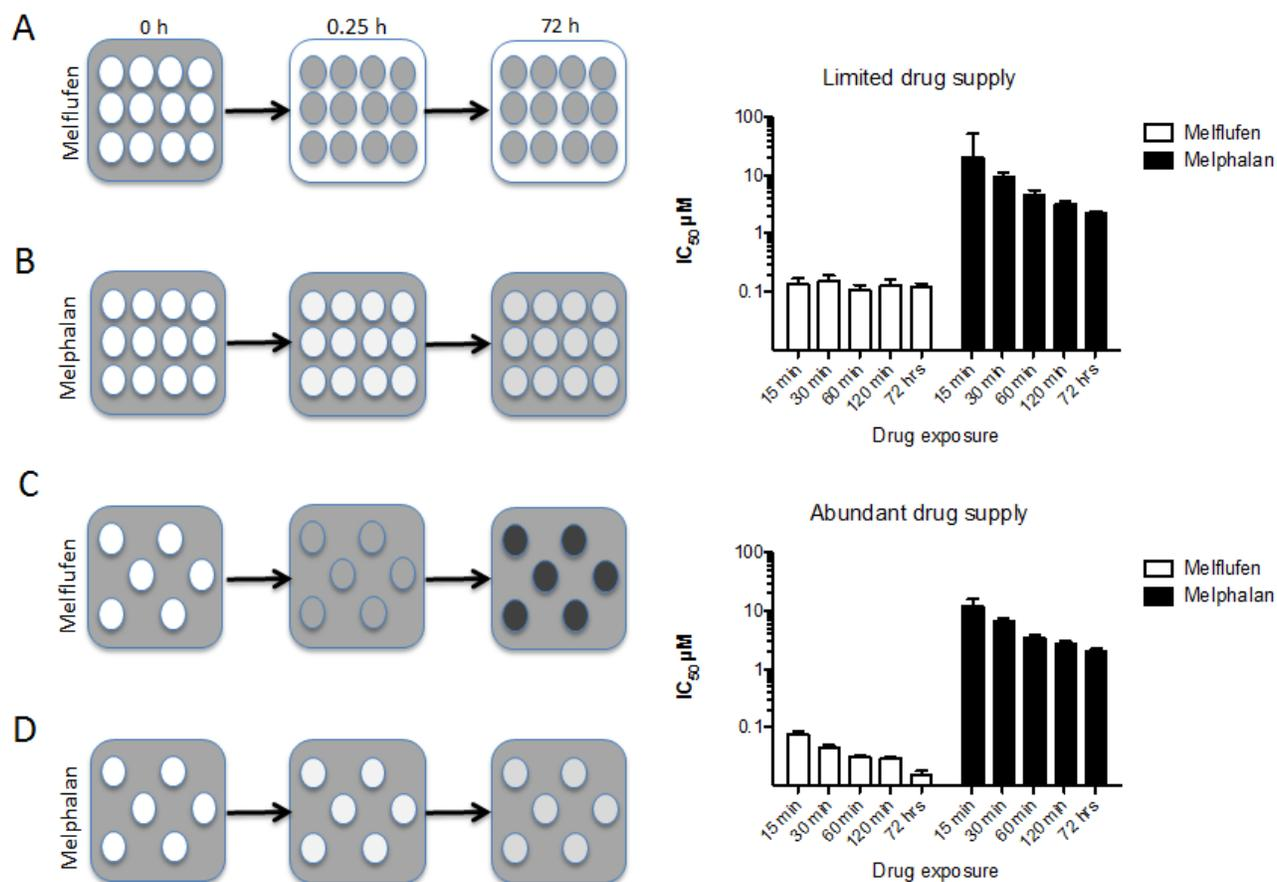 A
0 h
0.25 h
72 h
Melflufen
B
Melphalan
Limited drug supply
Melflufen
Melphalan
IC50 µM
100
10
1
0.1
15 min
30 min
60 min
120 min
72 hrs
15 min
30 min
60 min
120 min
72 hrs
Drug exposure
C
Melflufen
D
Melphalan
Abundant drug supply
Melflufen
Melphalan
IC50 µM
100
10
1
0.1
15 min
30 min
60 min
120 min
72 hrs
15 min
30 min
60 min
120 min
72 hrs
Drug exposure